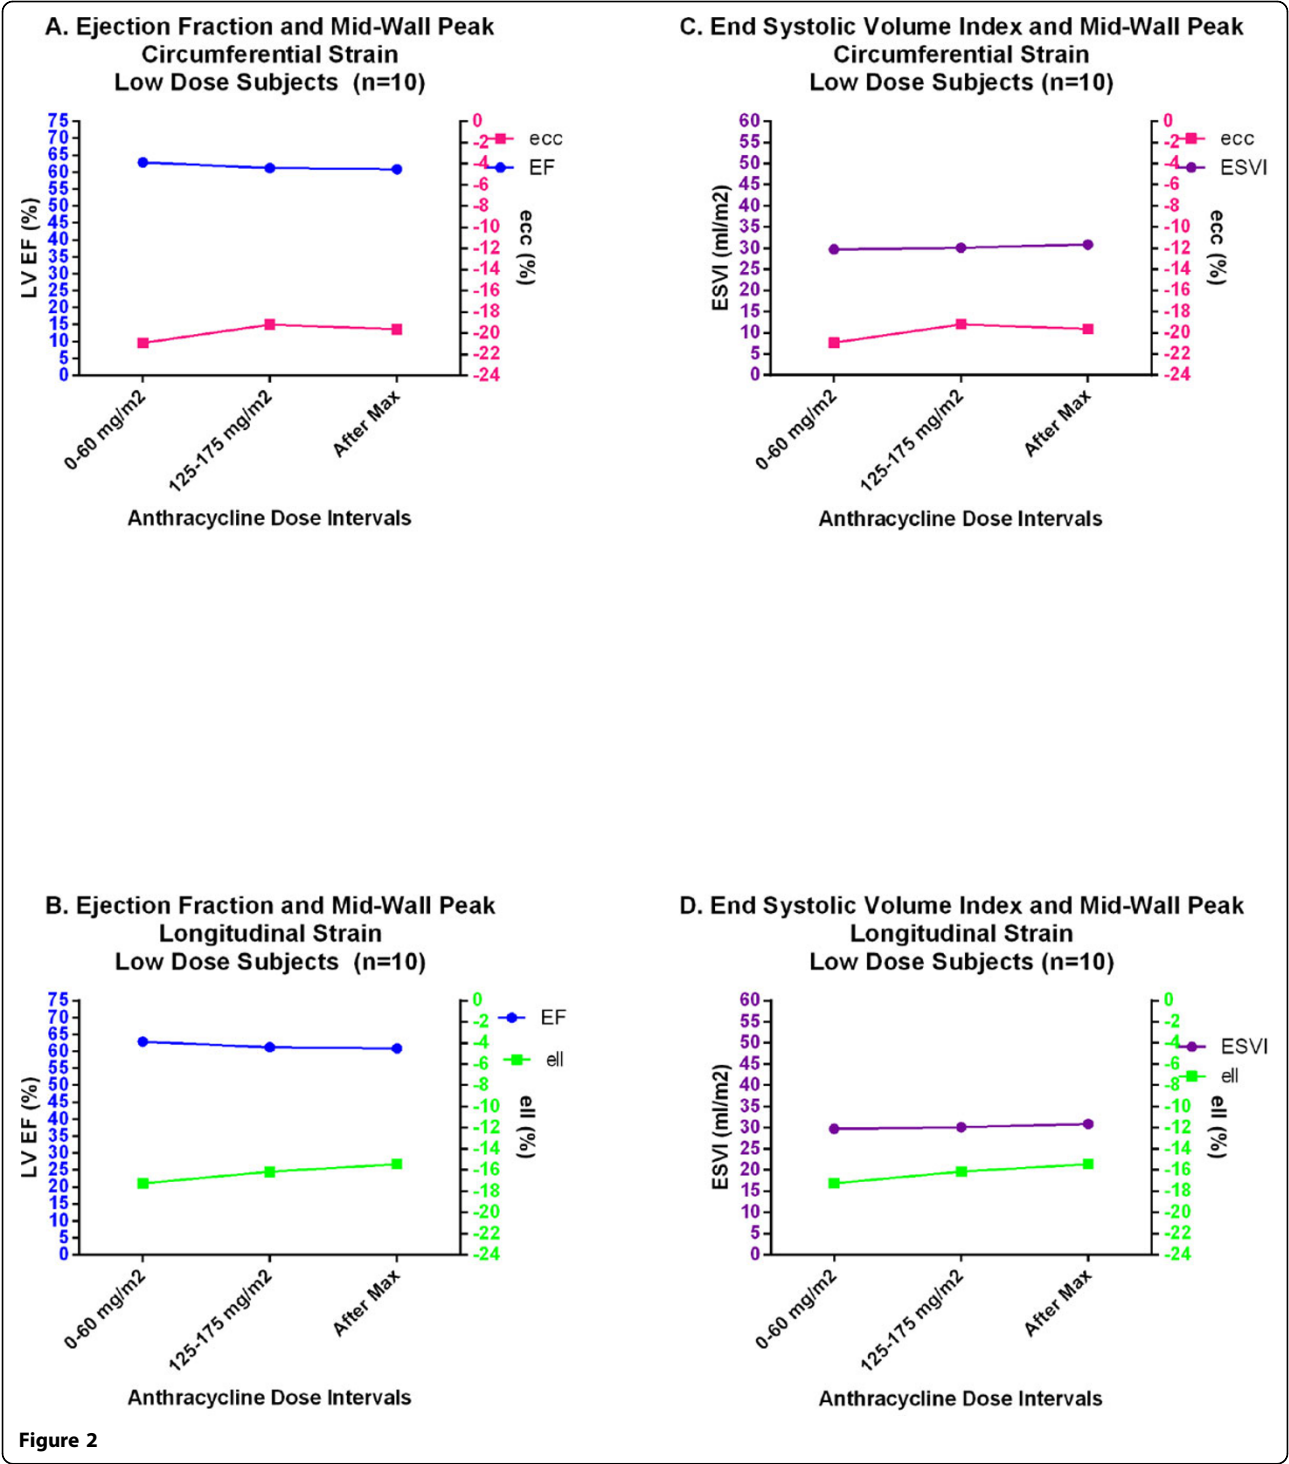 A. Ejection Fraction and Mid-Wall Peak
Circumferential Strain
Low Dose Subjects (n=10)
LV EF (%)
75
70
65
60
55
50
45
40
35
30
25
20
15
10
5
0
0
-2
-4
-6
-8
-10
-12
-14
-16
-18
-20
-22
-24
ecc (%)
ecc
EF
0-60 mg/m2
125-175 mg/m2
After Max
Anthracycline Dose Intervals
C. End Systolic Volume Index and Mid-Wall Peak
Circumferential Strain
Low Dose Subjects (n=10)
ESVI (ml/m2)
60
55
50
45
40
35
30
25
20
15
10
5
0
0
-2
-4
-6
-8
-10
-12
-14
-16
-18
-20
-22
-24
ecc (%)
ecc
ESVI
0-60 mg/m2
125-175 mg/m2
After Max
Anthracycline Dose Intervals
B. Ejection Fraction and Mid-Wall Peak
Longitudinal Strain
Low Dose Subjects (n=10)
LV EF (%)
75
70
65
60
55
50
45
40
35
30
25
20
15
10
5
0
0
-2
-4
-6
-8
-10
-12
-14
-16
-18
-20
-22
-24
ell (%)
EF
ell
0-60 mg/m2
125-175 mg/m2
After Max
Anthracycline Dose Intervals
D. End Systolic Volume Index and Mid-Wall Peak
Longitudinal Strain
Low Dose Subjects (n=10)
ESVI (ml/m2)
60
55
50
45
40
35
30
25
20
15
10
5
0
0
-2
-4
-6
-8
-10
-12
-14
-16
-18
-20
-22
-24
ell (%)
ESVI
ell
0-60 mg/m2
125-175 mg/m2
After Max
Anthracycline Dose Intervals
Figure 2